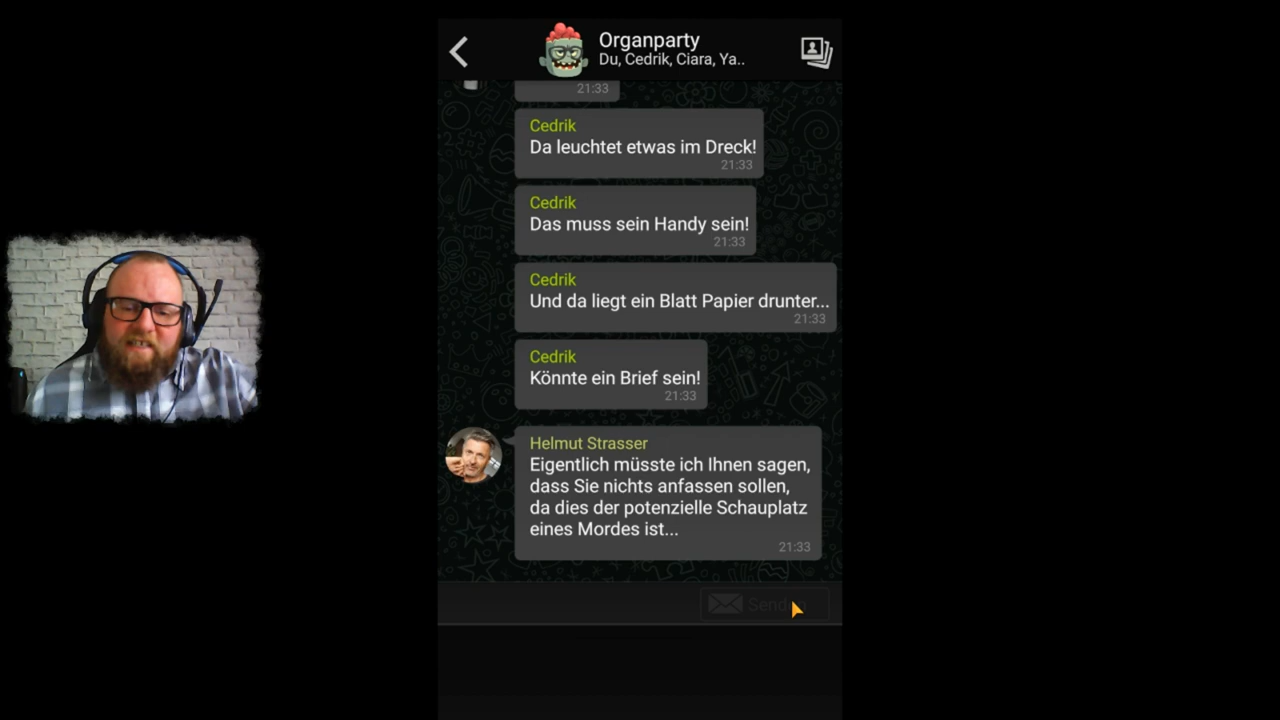 Organparty
Du, Cedrik, Ciara, Ya..
21:33
Cedrik
Da leuchtet etwas im Dreck!
21:33
Cedrik
Das muss sein Handy sein!
21:33
Cedrik
Und da liegt ein Blatt Papier drunter...
21:33
Cedrik
Könnte ein Brief sein!
21:33
Helmut Strasser
Eigentlich müsste ich Ihnen sagen,
dass Sie nichts anfassen sollen,
da dies der potenzielle Schauplatz
eines Mordes ist...
21:33